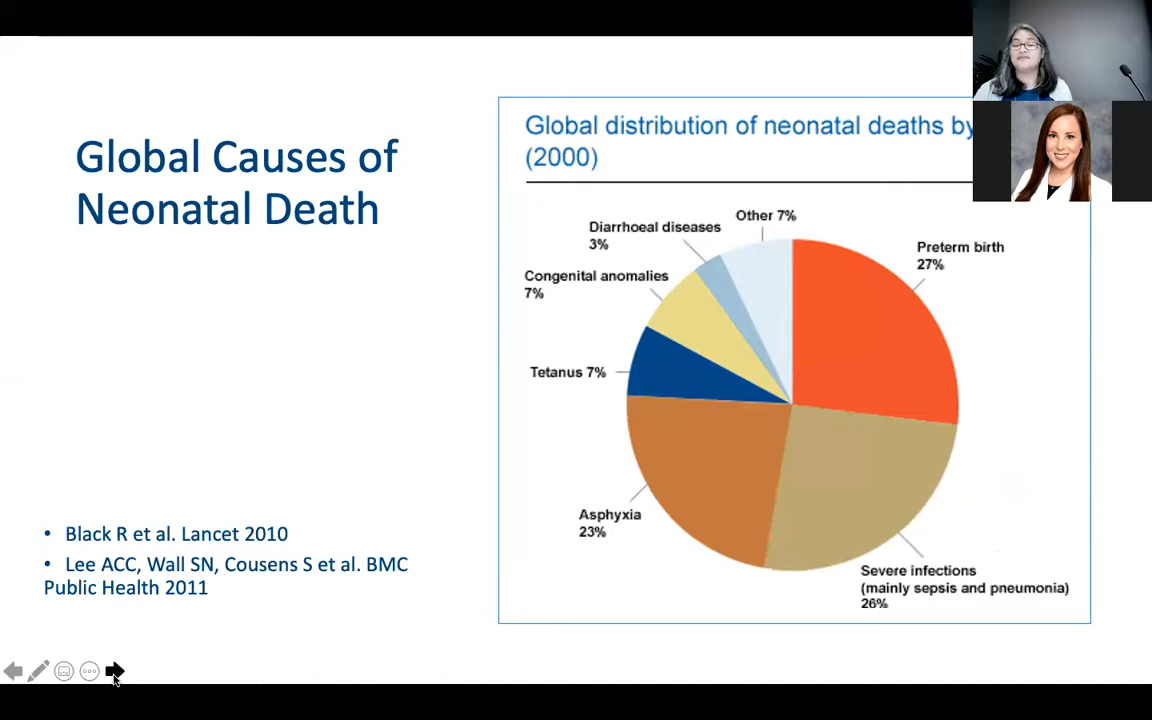 Global Causes of
Neonatal Death
• Black R et al. Lancet 2010
• Lee ACC, Wall SN, Cousens S et al. BMC
Public Health 2011
Global distribution of neonatal deaths by
(2000)
Other 7%
Diarrhoeal diseases
3%
Preterm birth
27%
Congenital anomalies
7%
Tetanus 7%
Asphyxia
23%
Severe infections
(mainly sepsis and pneumonia)
26%